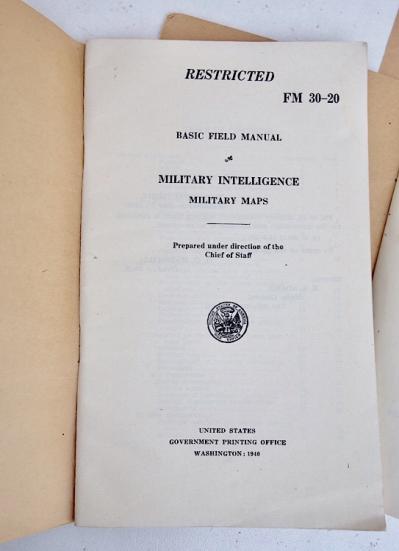 RESTRICTED
FM 30–20
BASIC FIELD MANUAL
MILITARY INTELLIGENCE
MILITARY MAPS
Prepared under direction of the
Chief of Staff
UNITED STATES
GOVERNMENT PRINTING OFFICE
WASHINGTON : 1940